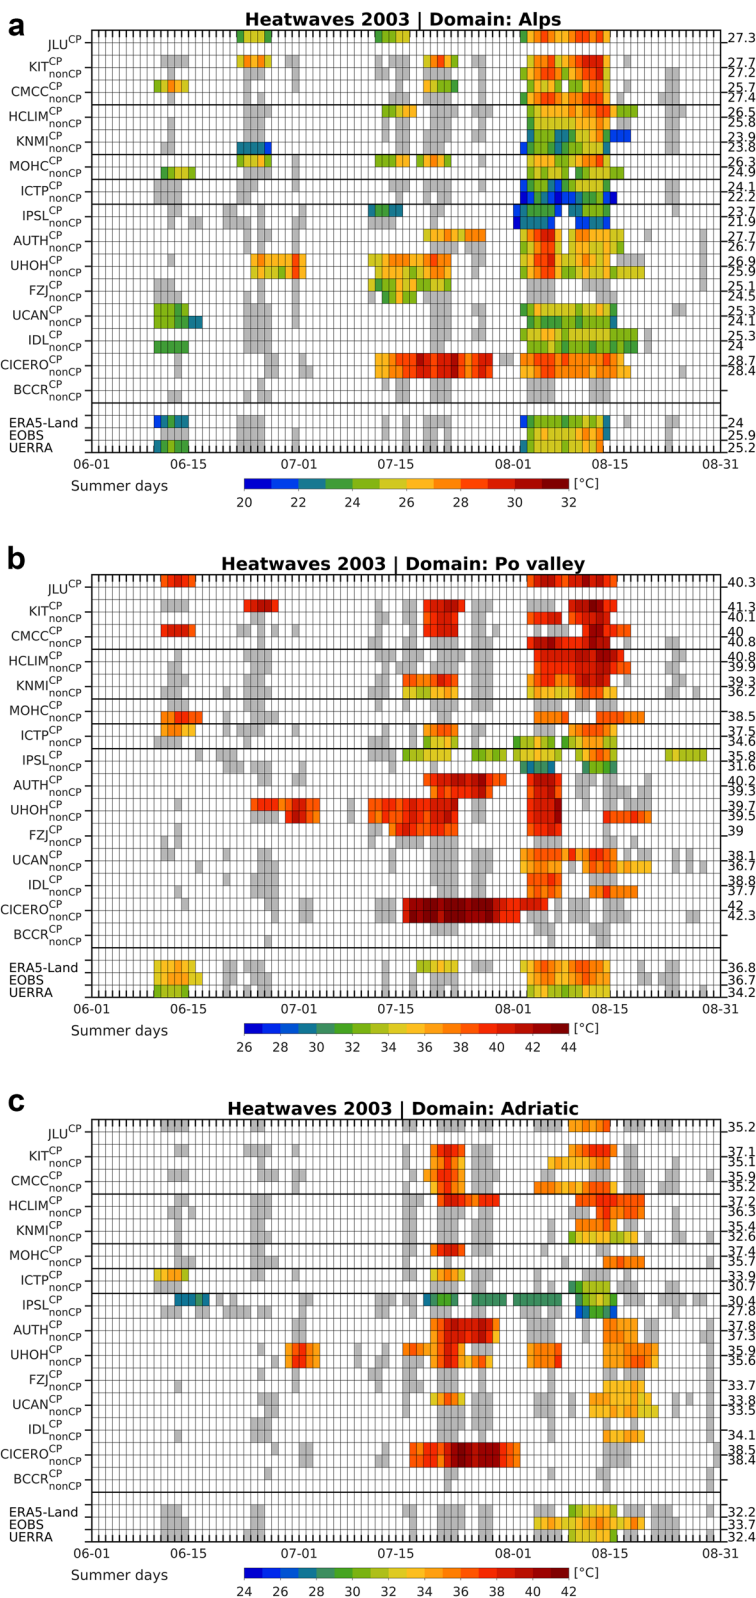 a
Heatwaves 2003 | Domain: Alps
JLU CP 27.3
KIT CP 27.7
nonCP 27.2
CMCC CP 25.7
nonCP 27.4
HCLIM CP 26.5
nonCP 25.8
KNMI CP 23.9
nonCP 23.8
MOHC CP 26.3
nonCP 24.9
ICTP CP 24.1
nonCP 22.2
IPSL CP 23.7
nonCP 21.9
AUTH CP 27.7
nonCP 26.7
UHOH CP 26.9
nonCP 25.9
FZJ CP 25.1
nonCP 24.5
UCAN CP 25.3
nonCP 24.1
IDL CP 25.3
nonCP 24
CICERO CP 28.7
nonCP 28.4
BCCR CP
nonCP
ERA5-Land 24
EOBS 25.9
UERRA 25.2
06-01 06-15 07-01 07-15 08-01 08-15 08-31
Summer days
20 22 24 26 28 30 32 [°C]
b
Heatwaves 2003 | Domain: Po valley
JLU CP 40.3
KIT CP 41.3
nonCP 40.1
CMCC CP 40
nonCP 40.8
HCLIM CP 40.8
nonCP 39.9
KNMI CP 39.3
nonCP 36.2
MOHC CP
nonCP 38.5
ICTP CP 37.5
nonCP 34.6
IPSL CP 35.8
nonCP 31.6
AUTH CP 40.2
nonCP 39.3
UHOH CP 39.7
nonCP 39.5
FZJ CP 39
nonCP
UCAN CP 38.1
nonCP 36.7
IDL CP 38.8
nonCP 37.7
CICERO CP 42
nonCP 42.3
BCCR CP
nonCP
ERA5-Land 36.8
EOBS 36.7
UERRA 34.2
06-01 06-15 07-01 07-15 08-01 08-15 08-31
Summer days
26 28 30 32 34 36 38 40 42 44 [°C]
c
Heatwaves 2003 | Domain: Adriatic
JLU CP 35.2
KIT CP 37.1
nonCP 35.1
CMCC CP 35.9
nonCP 35.2
HCLIM CP 37.2
nonCP 36.3
KNMI CP 35.4
nonCP 32.6
MOHC CP 37.4
nonCP 35.7
ICTP CP 33.9
nonCP 30.7
IPSL CP 30.4
nonCP 27.8
AUTH CP 37.8
nonCP 37.3
UHOH CP 35.9
nonCP 35.6
FZJ CP
nonCP 33.7
UCAN CP 33.8
nonCP 33.5
IDL CP
nonCP 34.1
CICERO CP 38.5
nonCP 38.4
BCCR CP
nonCP
ERA5-Land 32.2
EOBS 33.7
UERRA 32.4
06-01 06-15 07-01 07-15 08-01 08-15 08-31
Summer days
24 26 28 30 32 34 36 38 40 42 [°C]